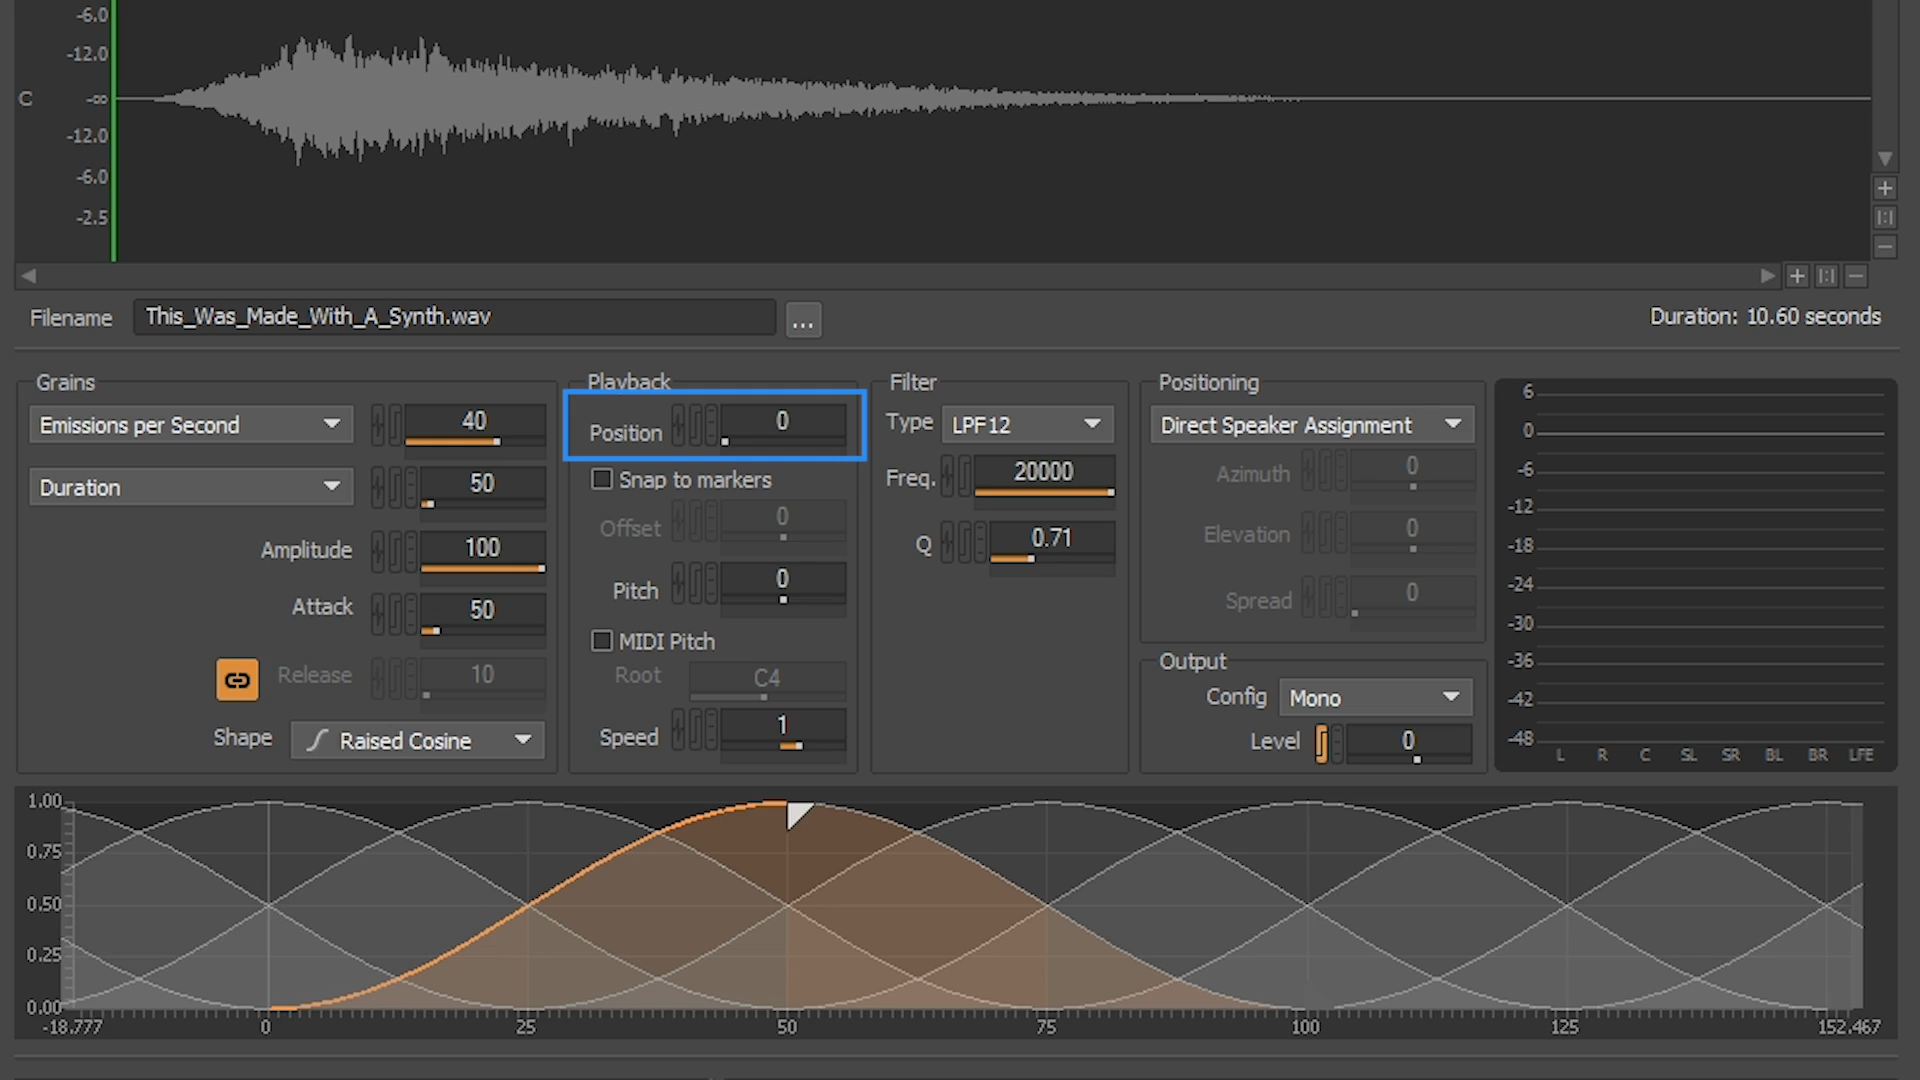 -6.0
-12.0
C -∞
-12.0
-6.0
-2.5
Filename This_Was_Made_With_A_Synth.wav ... Duration: 10.60 seconds
Grains
Emissions per Second 40
Duration 50
Amplitude 100
Attack 50
Release 10
Shape Raised Cosine
Playback
Position 0
Snap to markers
Offset 0
Pitch 0
MIDI Pitch
Root C4
Speed 1
Filter
Type LPF12
Freq. 20000
Q 0.71
Positioning
Direct Speaker Assignment
Azimuth 0
Elevation 0
Spread 0
Output
Config Mono
Level 0
6
0
-6
-12
-18
-24
-30
-36
-42
-48
L R C SL SR BL BR LFE
1.00
0.75
0.50
0.25
0.00
-18.777 0 25 50 75 100 125 152.467